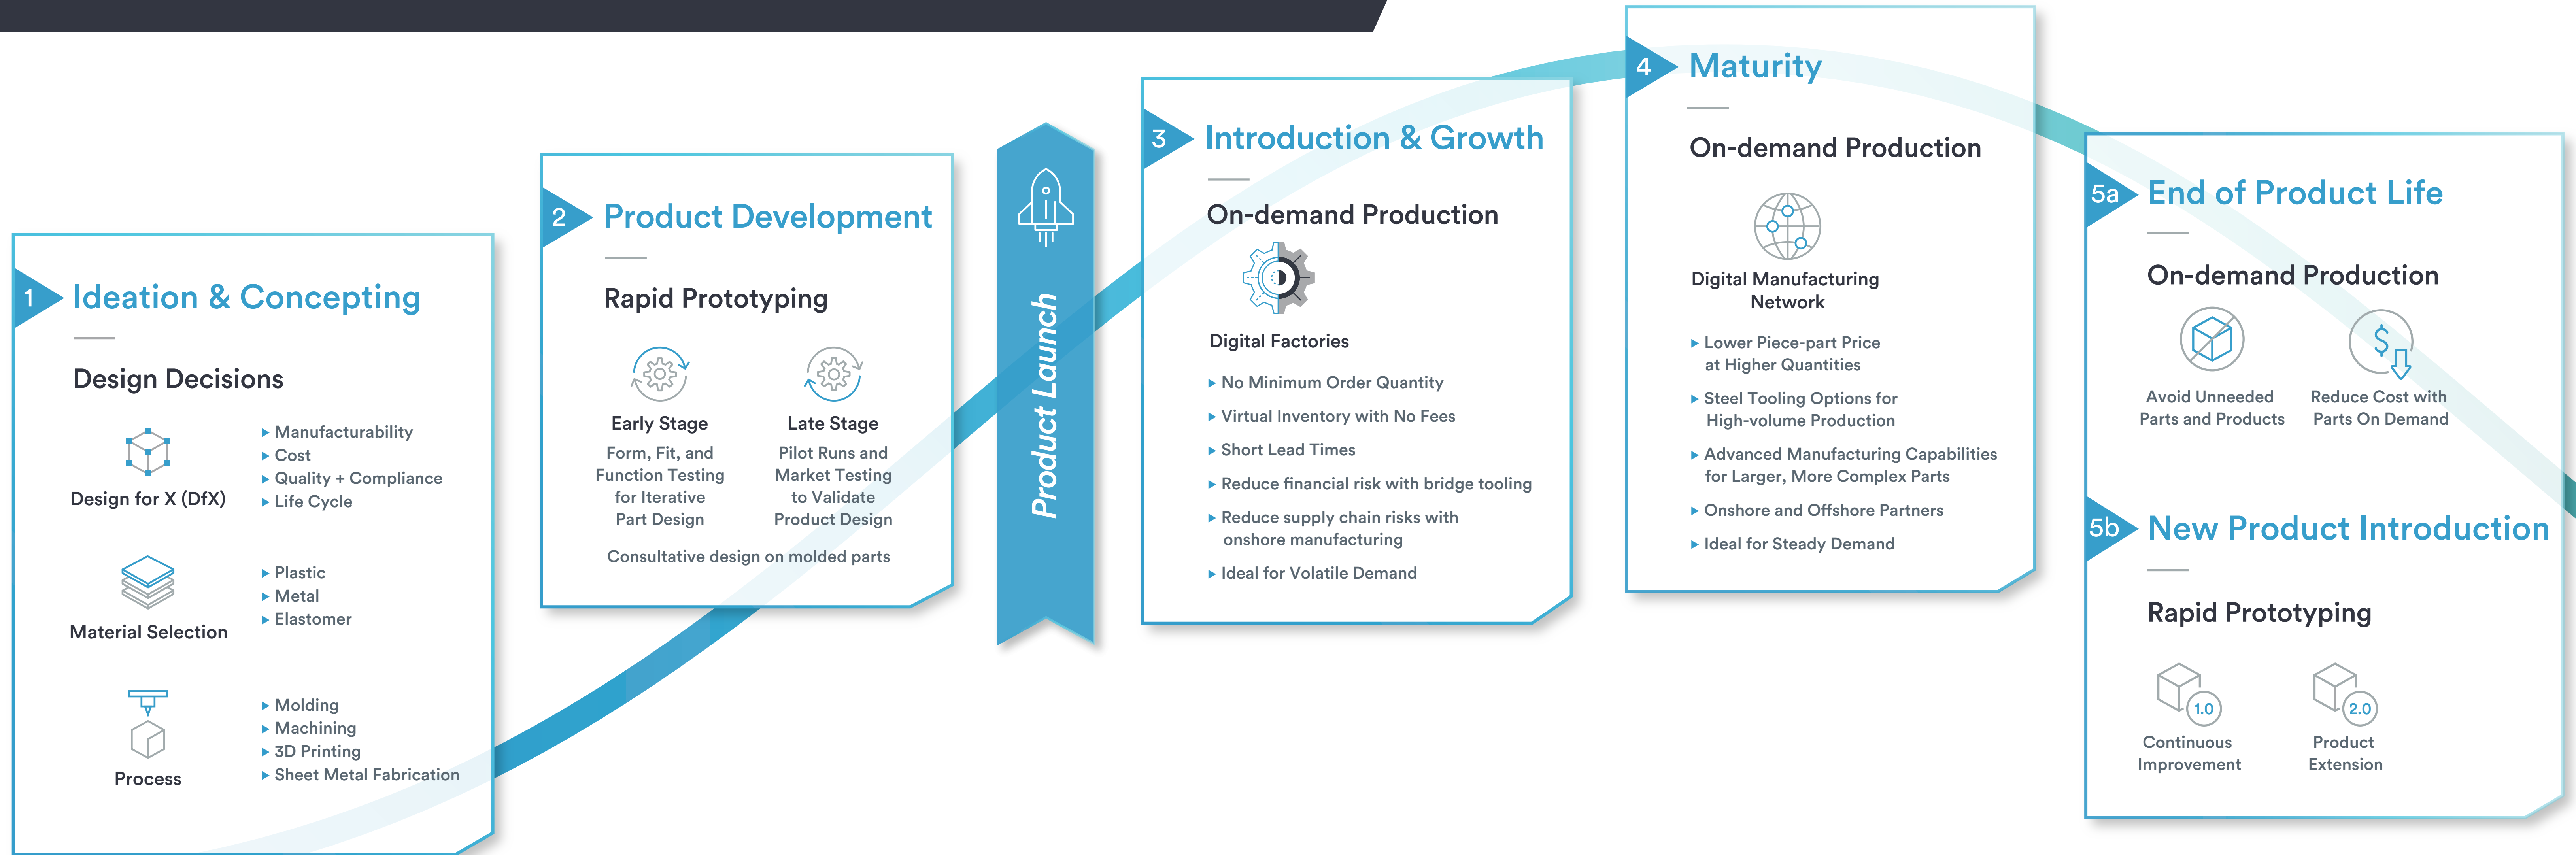 1
Ideation & Concepting
Design Decisions
Design for X (DfX)
Manufacturability
Cost
Quality + Compliance
Life Cycle
Material Selection
Plastic
Metal
Elastomer
Process
Molding
Machining
3D Printing
Sheet Metal Fabrication
2
Product Development
Rapid Prototyping
Early Stage
Form, Fit, and
Function Testing
for Iterative
Part Design
Late Stage
Pilot Runs and
Market Testing
to Validate
Product Design
Consultative design on molded parts
Product Launch
3
Introduction & Growth
On-demand Production
Digital Factories
No Minimum Order Quantity
Virtual Inventory with No Fees
Short Lead Times
Reduce financial risk with bridge tooling
Reduce supply chain risks with
onshore manufacturing
Ideal for Volatile Demand
4
Maturity
On-demand Production
Digital Manufacturing
Network
Lower Piece-part Price
at Higher Quantities
Steel Tooling Options for
High-volume Production
Advanced Manufacturing Capabilities
for Larger, More Complex Parts
Onshore and Offshore Partners
Ideal for Steady Demand
5a
End of Product Life
On-demand Production
$
Avoid Unneeded
Parts and Products
Reduce Cost with
Parts On Demand
5b
New Product Introduction
Rapid Prototyping
1.0
Continuous
Improvement
2.0
Product
Extension